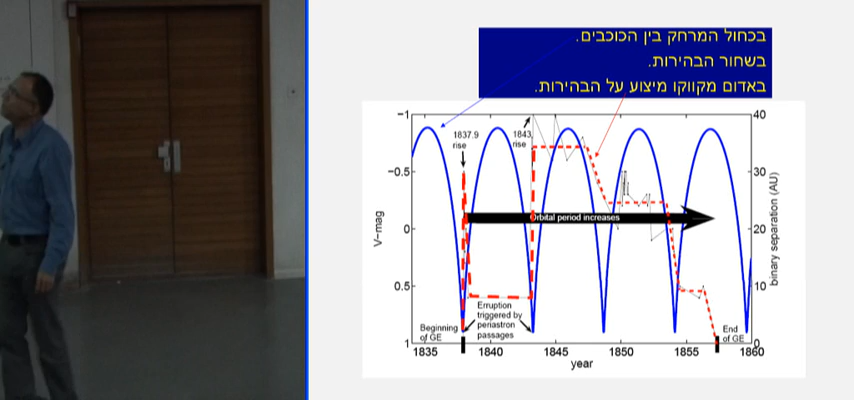 בכחול המרחק בין הכוכבים.
בשחור הבהירות.
באדום מקווקו מיצוע על הבהירות.
−1
−0.5
0
0.5
1
V−mag
40
30
20
10
0
binary separation (AU)
1837.9
rise
1843
rise
Orbital period increases
Erruption
triggered by
periastron
passages
Beginning
of GE
End
of GE
1835 1840 1845 1850 1855 1860
year